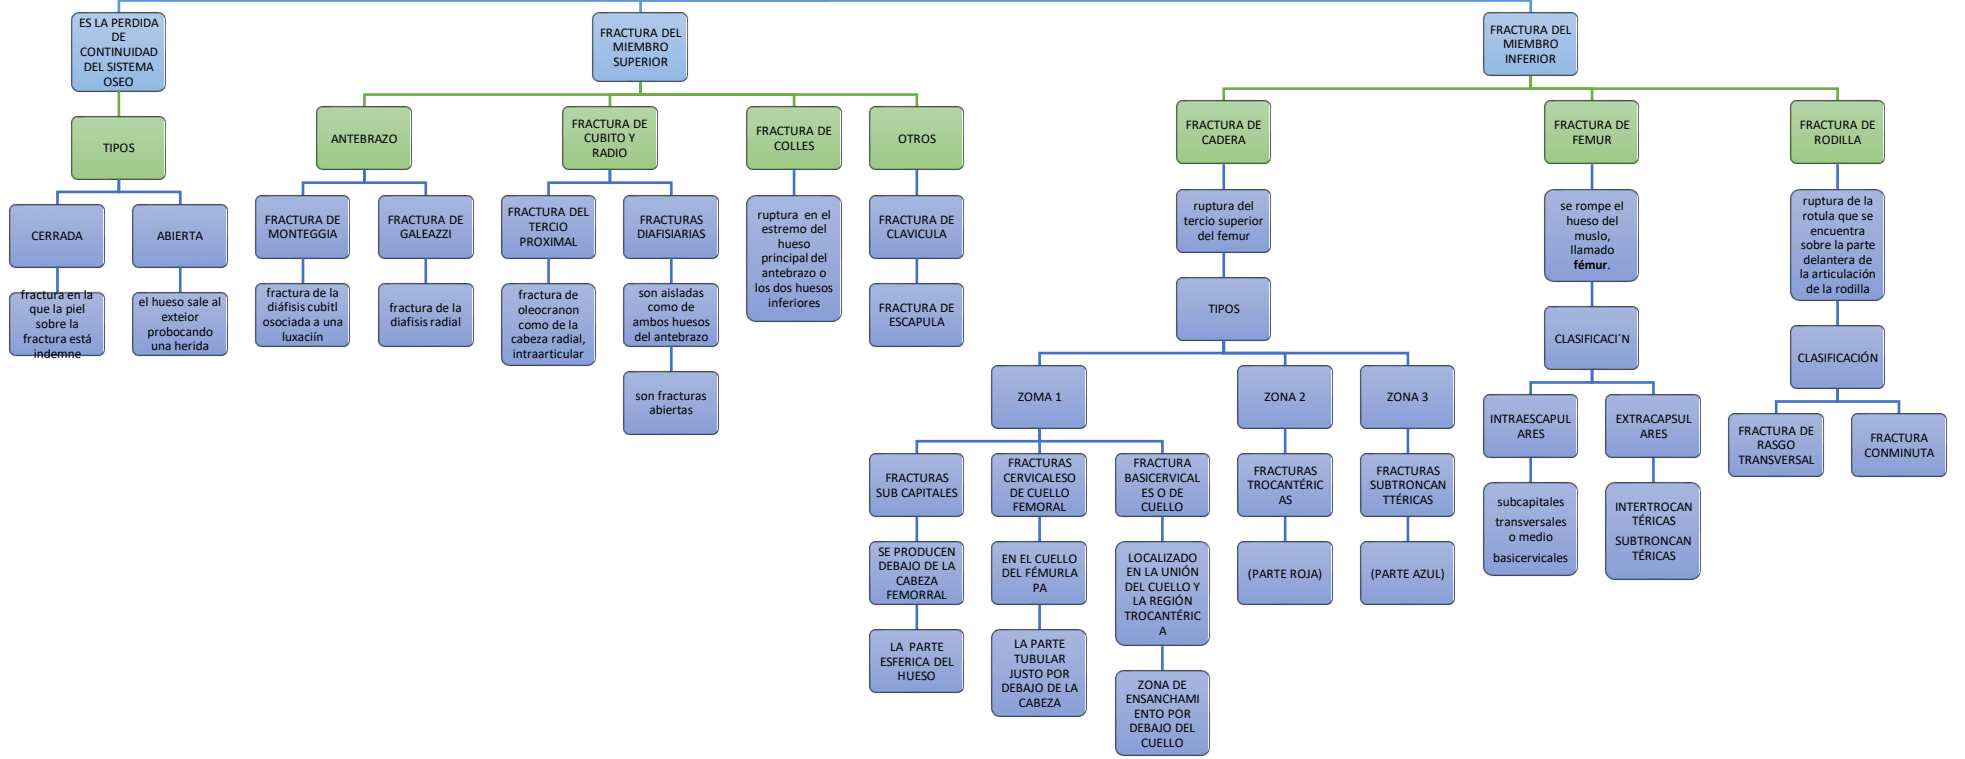 ES LA PERDIDA
DE
CONTINUIDAD
DEL SISTEMA
OSEO
TIPOS
CERRADA
fractura en la
que la piel
sobre la
fractura está
indemne
ABIERTA
el hueso sale al
exteior
probocando
una herida
FRACTURA DEL
MIEMBRO
SUPERIOR
ANTEBRAZO
FRACTURA DE
MONTEGGIA
fractura de la
diáfisis cubitl
osociada a una
luxaciín
FRACTURA DE
GALEAZZI
fractura de la
diafisis radial
FRACTURA DE
CUBITO Y
RADIO
FRACTURA DEL
TERCIO
PROXIMAL
fractura de
oleocranon
como de la
cabeza radial,
intraarticular
FRACTURAS
DIAFISIARIAS
son aisladas
como de
ambos huesos
del antebrazo
son fracturas
abiertas
FRACTURA DE
COLLES
ruptura en el
estremo del
hueso
principal del
antebrazo o
los dos huesos
inferiores
OTROS
FRACTURA DE
CLAVICULA
FRACTURA DE
ESCAPULA
FRACTURA DEL
MIEMBRO
INFERIOR
FRACTURA DE
CADERA
ruptura del
tercio superior
del femur
TIPOS
ZOMA 1
FRACTURAS
SUB CAPITALES
SE PRODUCEN
DEBAJO DE LA
CABEZA
FEMORRAL
LA PARTE
ESFERICA DEL
HUESO
FRACTURAS
CERVICALESO
DE CUELLO
FEMORAL
EN EL CUELLO
DEL FÉMURLA
PA
LA PARTE
TUBULAR
JUSTO POR
DEBAJO DE LA
CABEZA
FRACTURA
BASICERVICAL
ES O DE
CUELLO
LOCALIZADO
EN LA UNIÓN
DEL CUELLO Y
LA REGIÓN
TROCANTÉRIC
A
ZONA DE
ENSANCHAMI
ENTO POR
DEBAJO DEL
CUELLO
ZONA 2
FRACTURAS
TROCANTÉRIC
AS
(PARTE ROJA)
ZONA 3
FRACTURAS
SUBTRONCAN
TTÉRICAS
(PARTE AZUL)
FRACTURA DE
FEMUR
se rompe el
hueso del
muslo,
llamado
fémur.
CLASIFICACI´N
INTRAESCAPUL
ARES
subcapitales
transversales
o medio
basicervicales
EXTRACAPSUL
ARES
INTERTROCAN
TÉRICAS
SUBTRONCAN
TÉRICAS
FRACTURA DE
RODILLA
ruptura de la
rotula que se
encuentra
sobre la parte
delantera de
la articulación
de la rodilla
CLASIFICACIÓN
FRACTURA DE
RASGO
TRANSVERSAL
FRACTURA
CONMINUTA